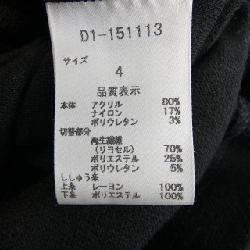 D1-151113
サイズ
4
品質表示
本体 アクリル 80%
ナイロン 17%
ポリウレタン 3%
切替部分
再生繊維
(リヨセル) 70%
ポリエステル 25%
ポリウレタン 5%
ししゅう糸
上糸 レーヨン 100%
下糸 ポリエステル 100%